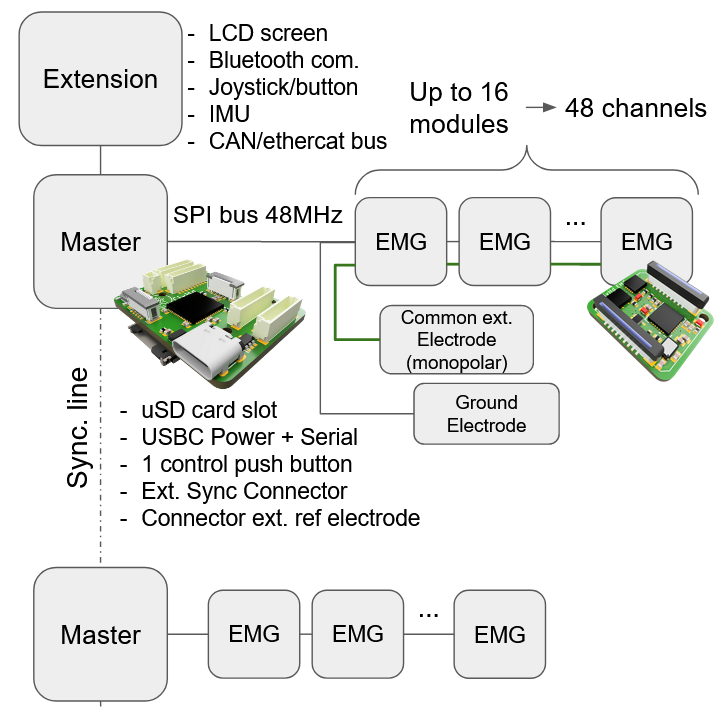 Extension
- LCD screen
- Bluetooth com.
- Joystick/button
- IMU
- CAN/ethercat bus
Up to 16
modules
48 channels
Master
SPI bus 48MHz
EMG
EMG
...
EMG
Common ext.
Electrode
(monopolar)
Ground
Electrode
Sync. line
- uSD card slot
- USBC Power + Serial
- 1 control push button
- Ext. Sync Connector
- Connector ext. ref electrode
Master
EMG
EMG
...
EMG